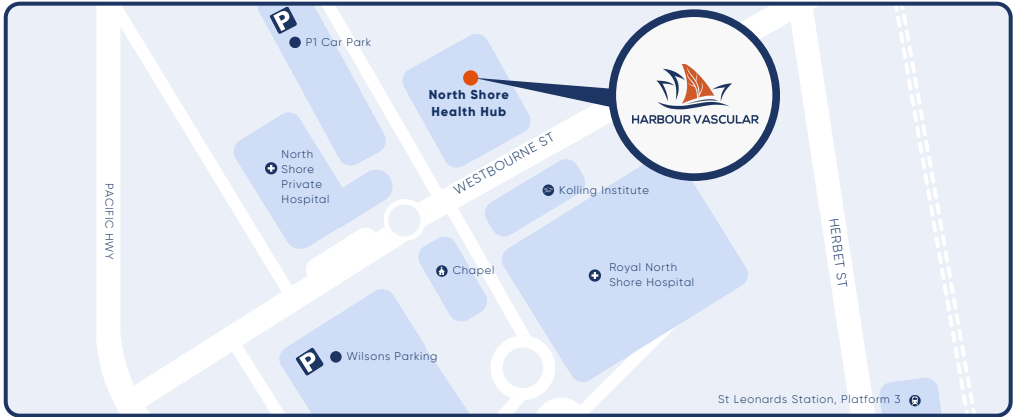 P
P1 Car Park
North Shore
Health Hub
HARBOUR VASCULAR
WESTBOURNE ST
North
Shore
Private
Hospital
PACIFIC HWY
Kolling Institute
HERBET ST
Chapel
Royal North
Shore Hospital
P
Wilsons Parking
St Leonards Station, Platform 3